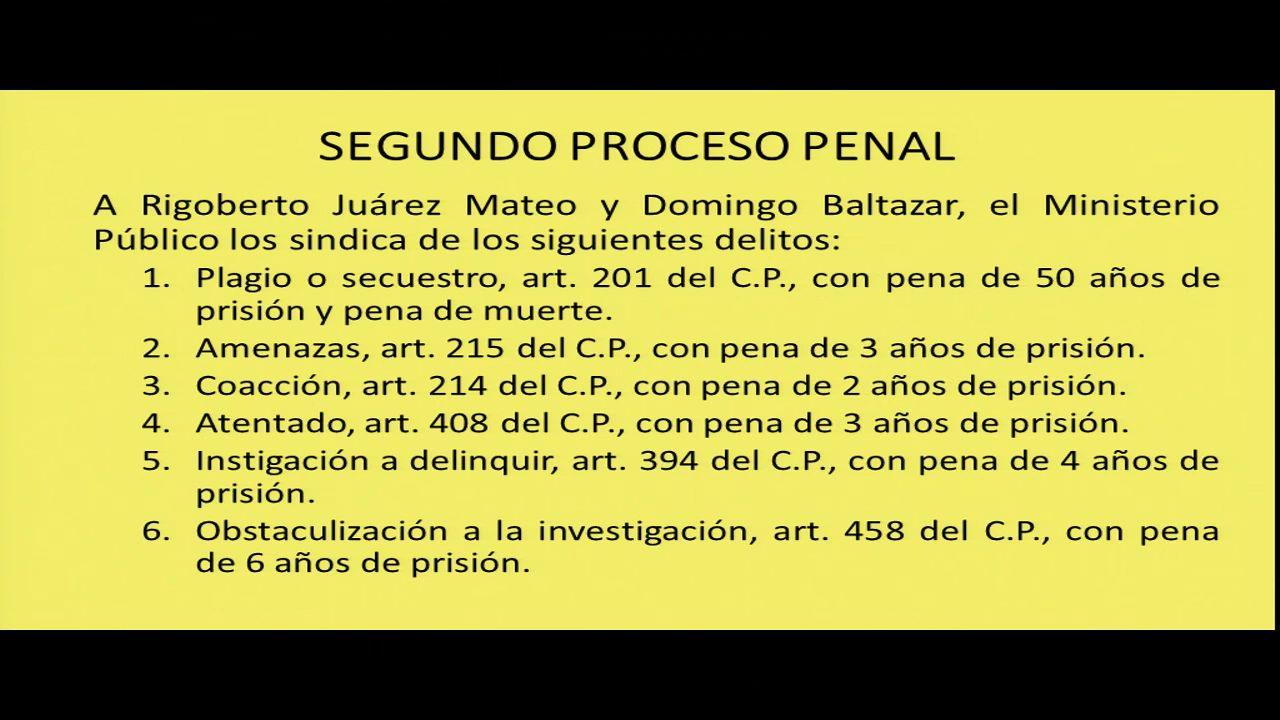 SEGUNDO PROCESO PENAL
A Rigoberto Juárez Mateo y Domingo Baltazar, el Ministerio
Público los sindica de los siguientes delitos:
1. Plagio o secuestro, art. 201 del C.P., con pena de 50 años de
prisión y pena de muerte.
2. Amenazas, art. 215 del C.P., con pena de 3 años de prisión.
3. Coacción, art. 214 del C.P., con pena de 2 años de prisión.
4. Atentado, art. 408 del C.P., con pena de 3 años de prisión.
5. Instigación a delinquir, art. 394 del C.P., con pena de 4 años de
prisión.
6. Obstaculización a la investigación, art. 458 del C.P., con pena
de 6 años de prisión.